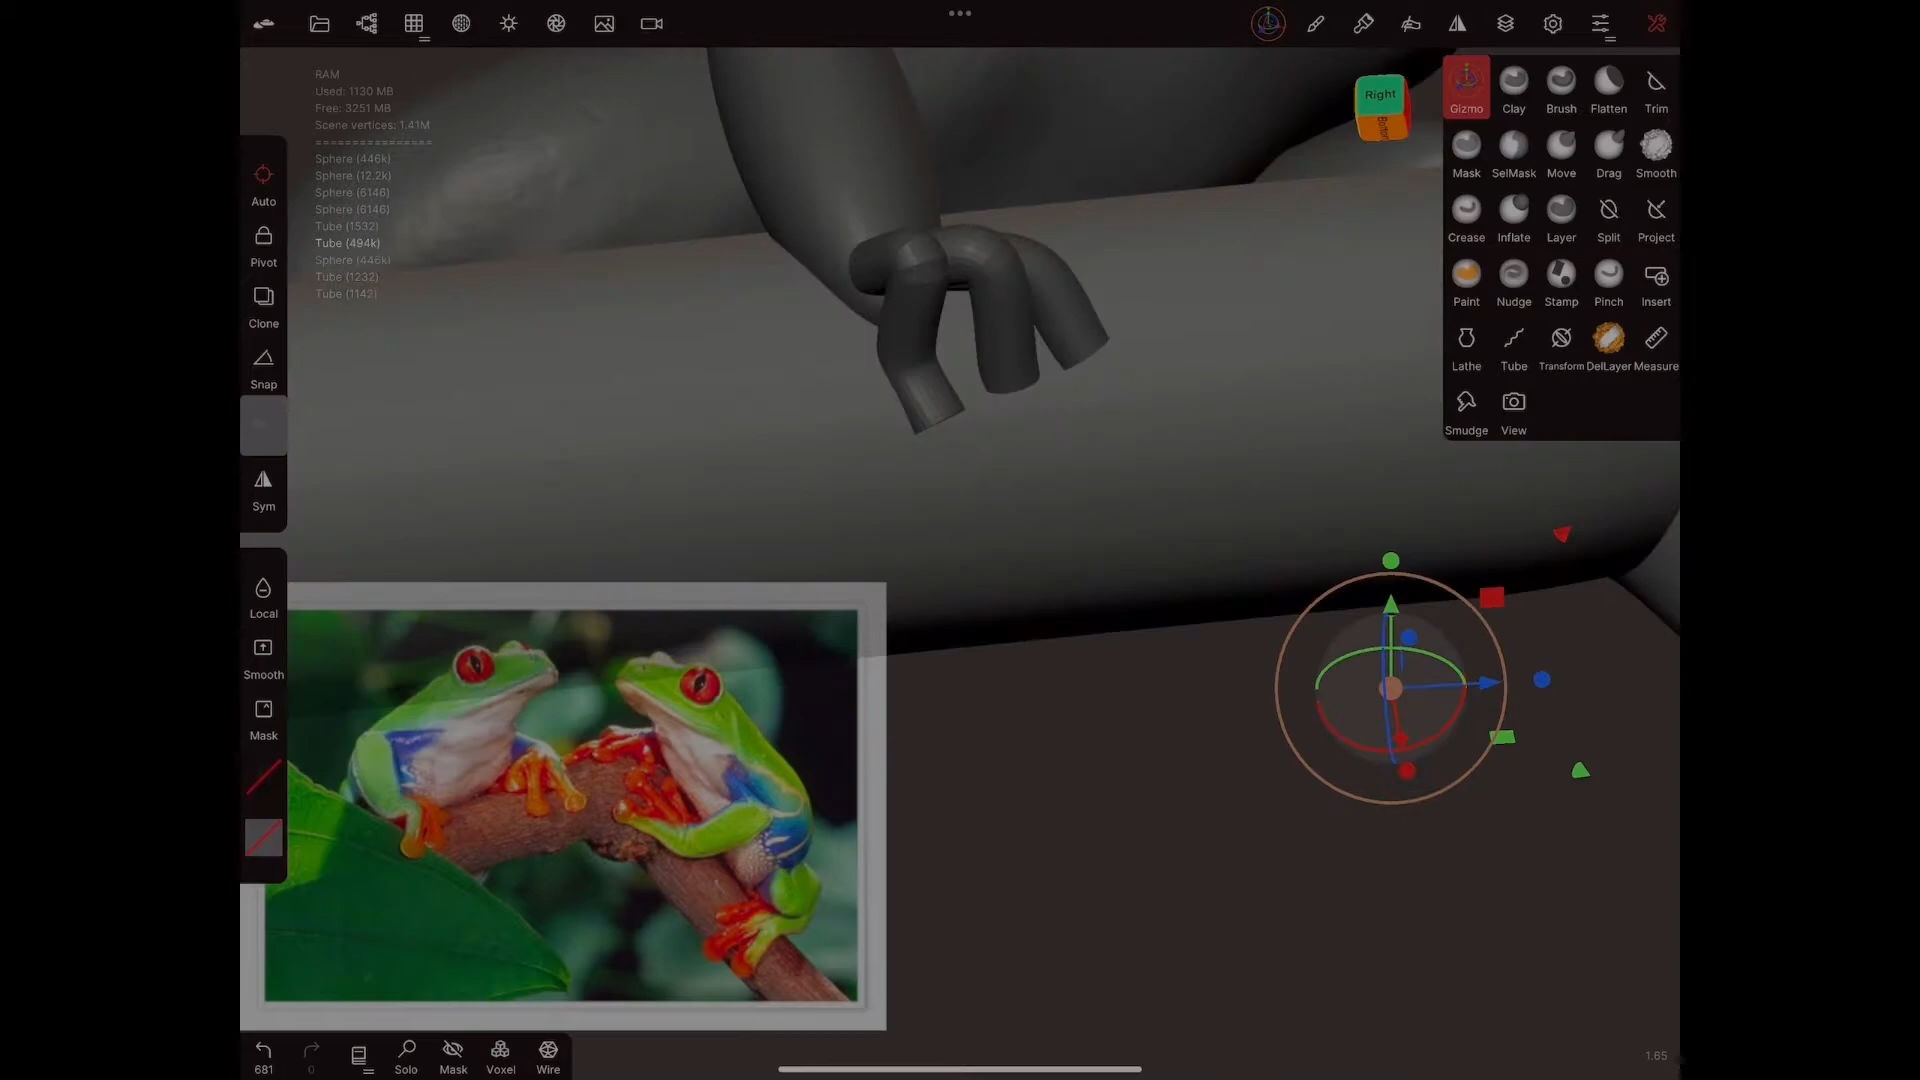 RAM
Used: 1130 MB
Free: 3251 MB
Scene vertices: 1.41M
================
Sphere (446k)
Sphere (12.2k)
Sphere (6146)
Sphere (6146)
Tube (1532)
Tube (494k)
Sphere (446k)
Tube (1232)
Tube (1142)
Right
Bottom
Gizmo Clay Brush Flatten Trim
Mask SelMask Move Drag Smooth
Crease Inflate Layer Split Project
Paint Nudge Stamp Pinch Insert
Lathe Tube Transform DelLayer Measure
Smudge View
Auto
Pivot
Clone
Snap
Sym
Local
Smooth
Mask
681 0 Solo Mask Voxel Wire
1.65